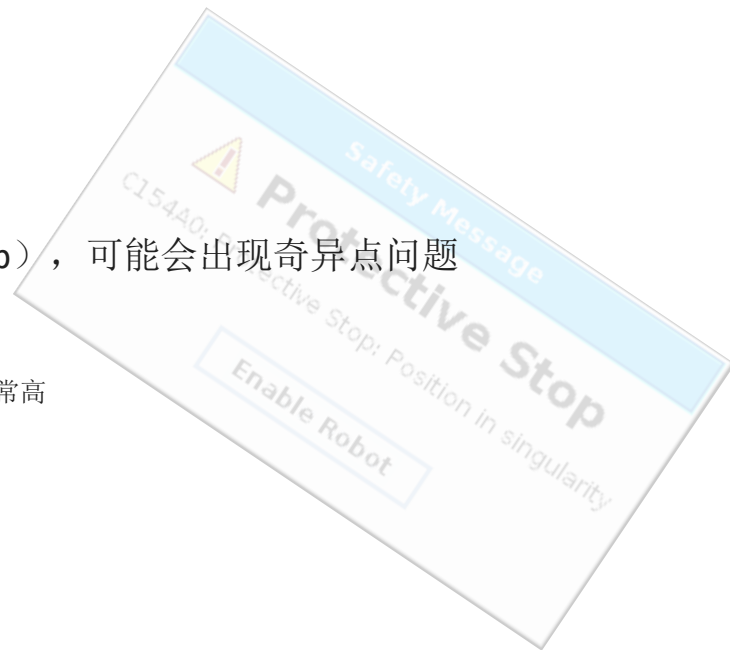 Safety Message
Protective Stop
C154A0: Protective Stop: Position in singularity
Enable Robot
p），可能会出现奇异点问题
常高